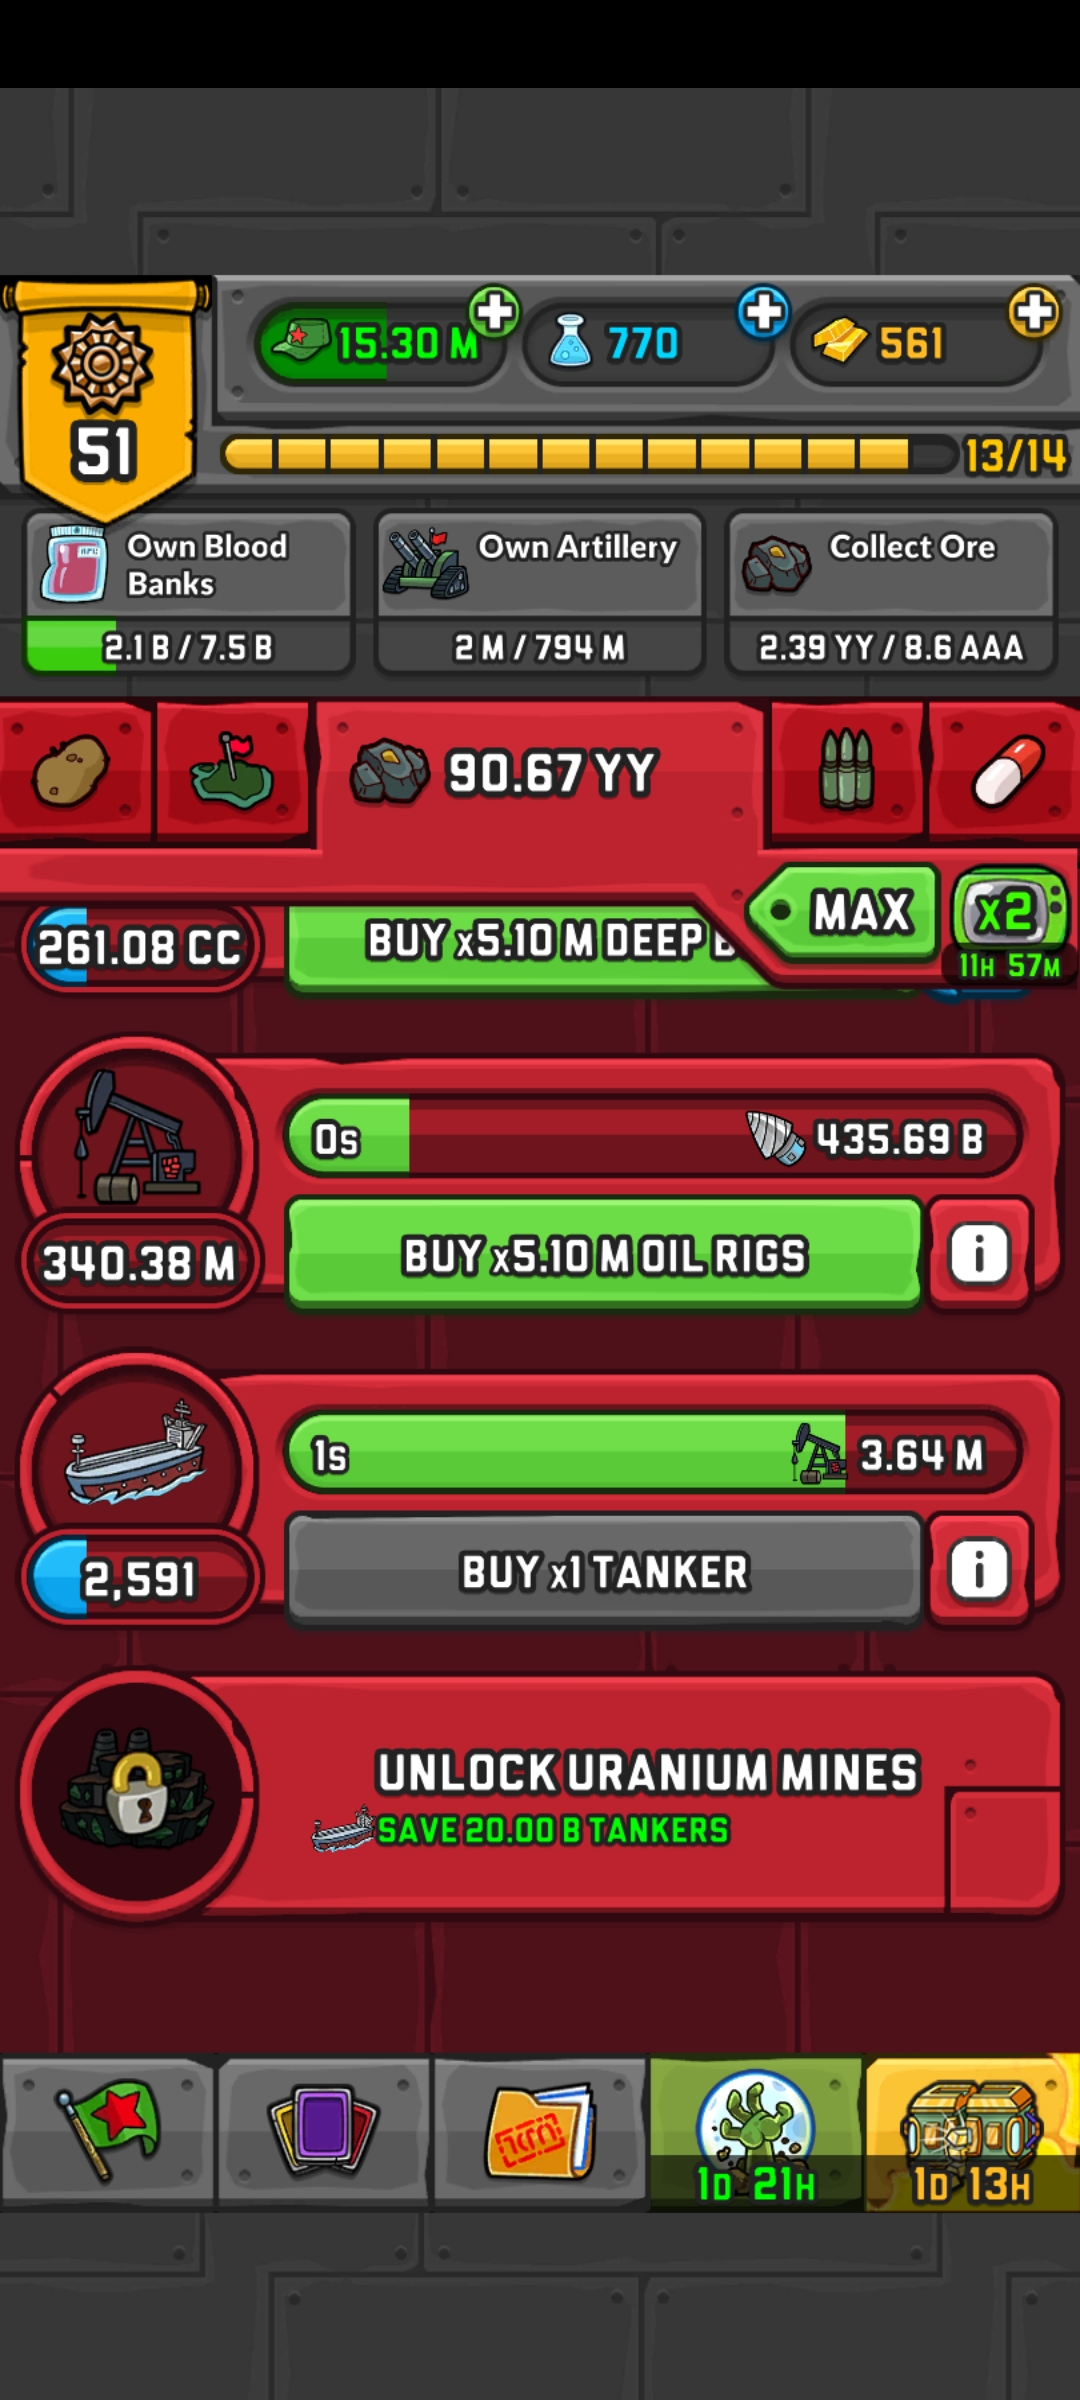 15.30 M
770
561
51
13/14
Own Blood
Banks
Own Artillery
Collect Ore
2.1 B / 7.5 B
2 M / 794 M
2.39 YY / 8.6 AAA
90.67 YY
MAX
x2
11H 57M
261.08 CC
BUY x5.10 M DEEP
0s
435.69 B
340.38 M
BUY x5.10 M OIL RIGS
i
1s
3.64 M
2,591
BUY x1 TANKER
i
UNLOCK URANIUM MINES
SAVE 20.00 B TANKERS
1D 21H
1D 13H